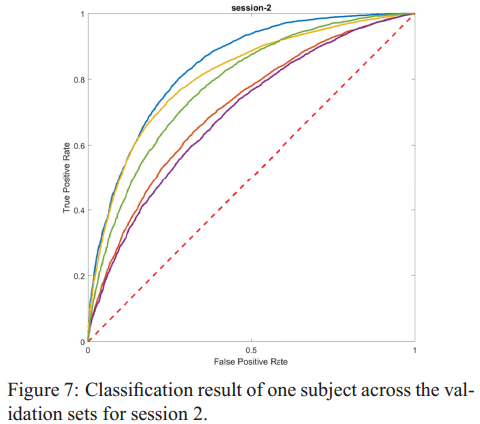 session-2
1
0.8
0.6
0.4
0.2
0
True Positive Rate
0
0.5
1
False Positive Rate
Figure 7: Classification result of one subject across the val-
idation sets for session 2.